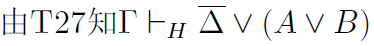 由T27知Γ ⊢_H \overline{Δ} ∨ (A ∨ B)